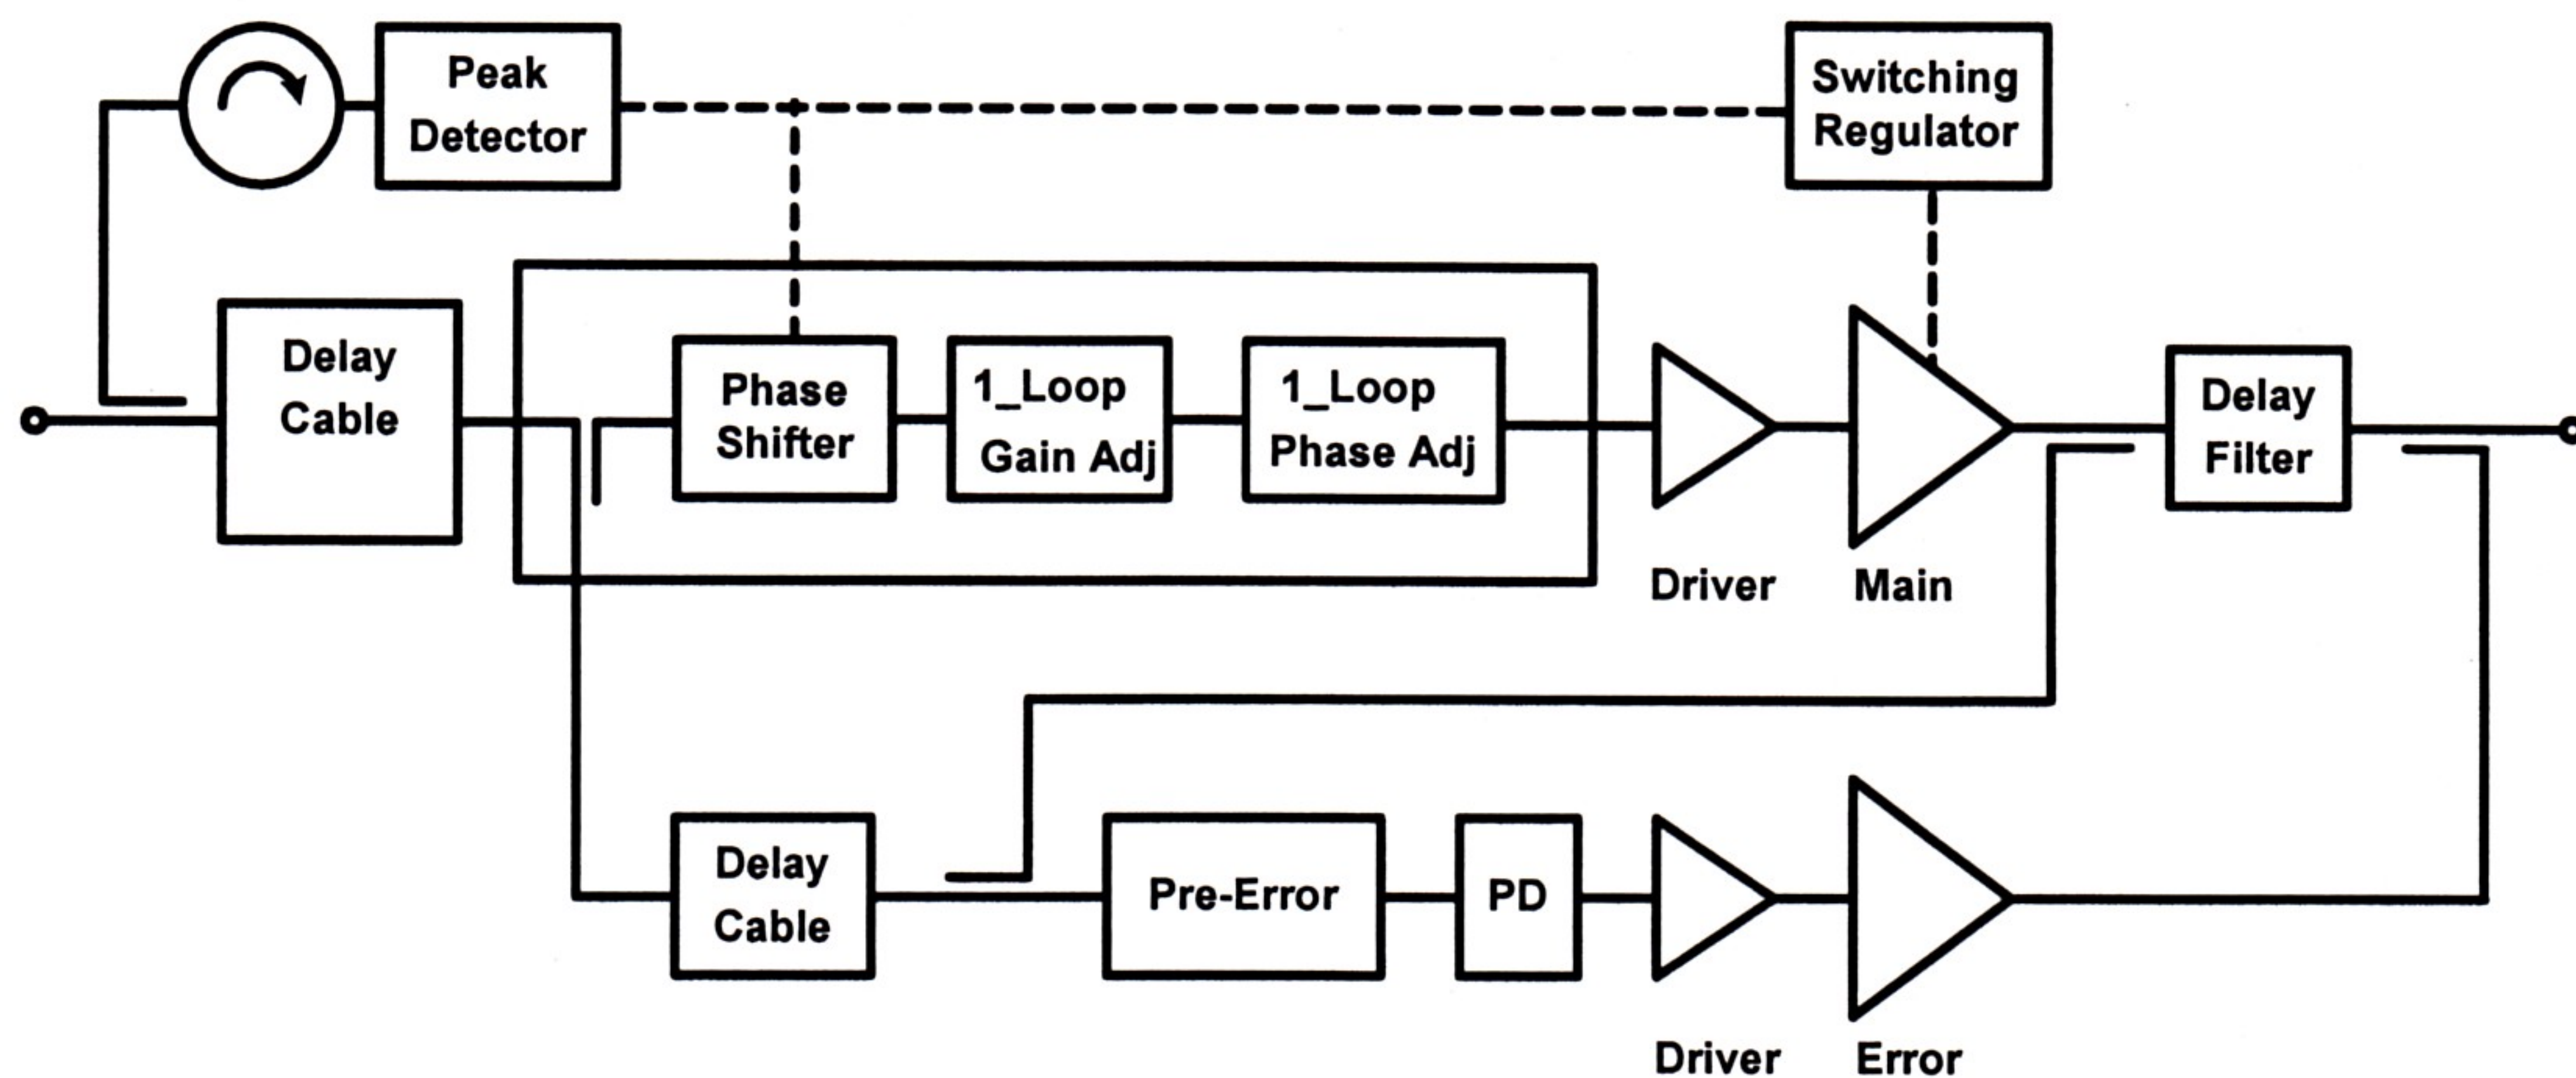 Peak
Detector
Switching
Regulator
Delay
Cable
Phase
Shifter
1_Loop
Gain Adj
1_Loop
Phase Adj
Driver
Main
Delay
Filter
Delay
Cable
Pre-Error
PD
Driver
Error